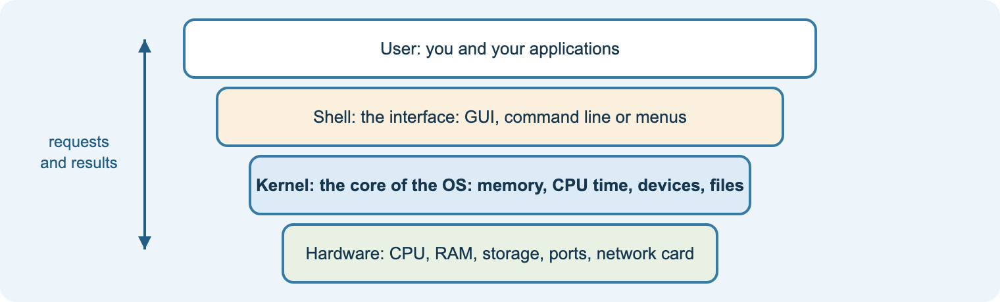 User: you and your applications
Shell: the interface: GUI, command line or menus
requests
and results
Kernel: the core of the OS: memory, CPU time, devices, files
Hardware: CPU, RAM, storage, ports, network card